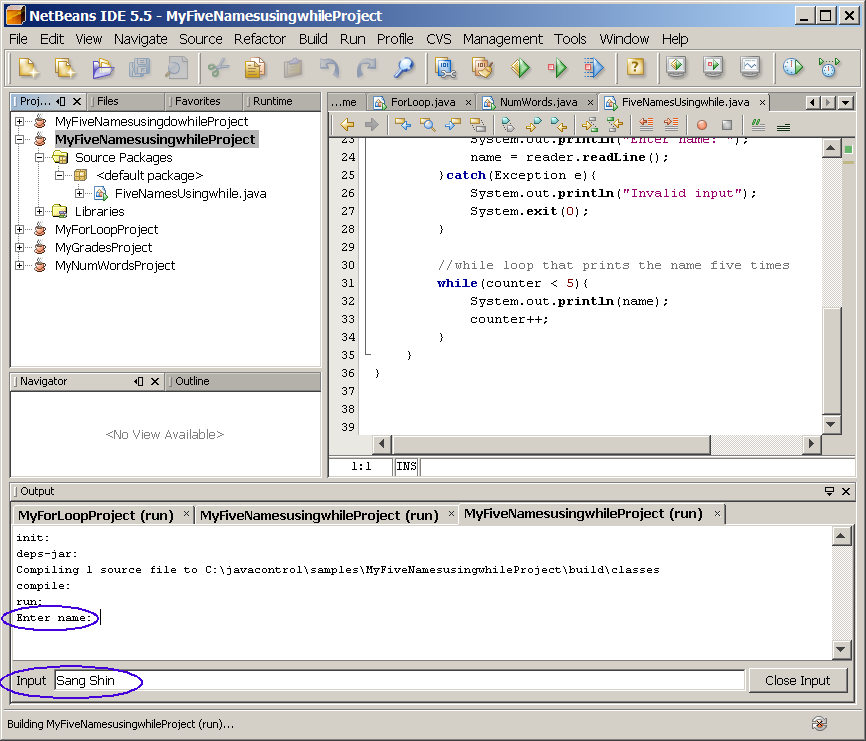 NetBeans IDE 5.5 - MyFiveNamesusingwhileProject
File Edit View Navigate Source Refactor Build Run Profile CVS Management Tools Window Help
Proj... Files Favorites Runtime
MyFiveNamesusingdowhileProject
MyFiveNamesusingwhileProject
Source Packages
<default package>
FiveNamesUsingwhile.java
Libraries
MyForLoopProject
MyGradesProject
MyNumWordsProject
...me ForLoop.java NumWords.java FiveNamesUsingwhile.java
23 System.out.println("Enter name: ");
24 name = reader.readLine();
25 }catch(Exception e){
26 System.out.println("Invalid input");
27 System.exit(0);
28 }
29
30 //while loop that prints the name five times
31 while(counter < 5){
32 System.out.println(name);
33 counter++;
34 }
35 }
36 }
37
38
39
1:1 INS
Navigator Outline
<No View Available>
Output
MyForLoopProject (run) MyFiveNamesusingwhileProject (run) MyFiveNamesusingwhileProject (run)
init:
deps-jar:
Compiling 1 source file to C:\javacontrol\samples\MyFiveNamesusingwhileProject\build\classes
compile:
run:
Enter name:
Input Sang Shin Close Input
Building MyFiveNamesusingwhileProject (run)...